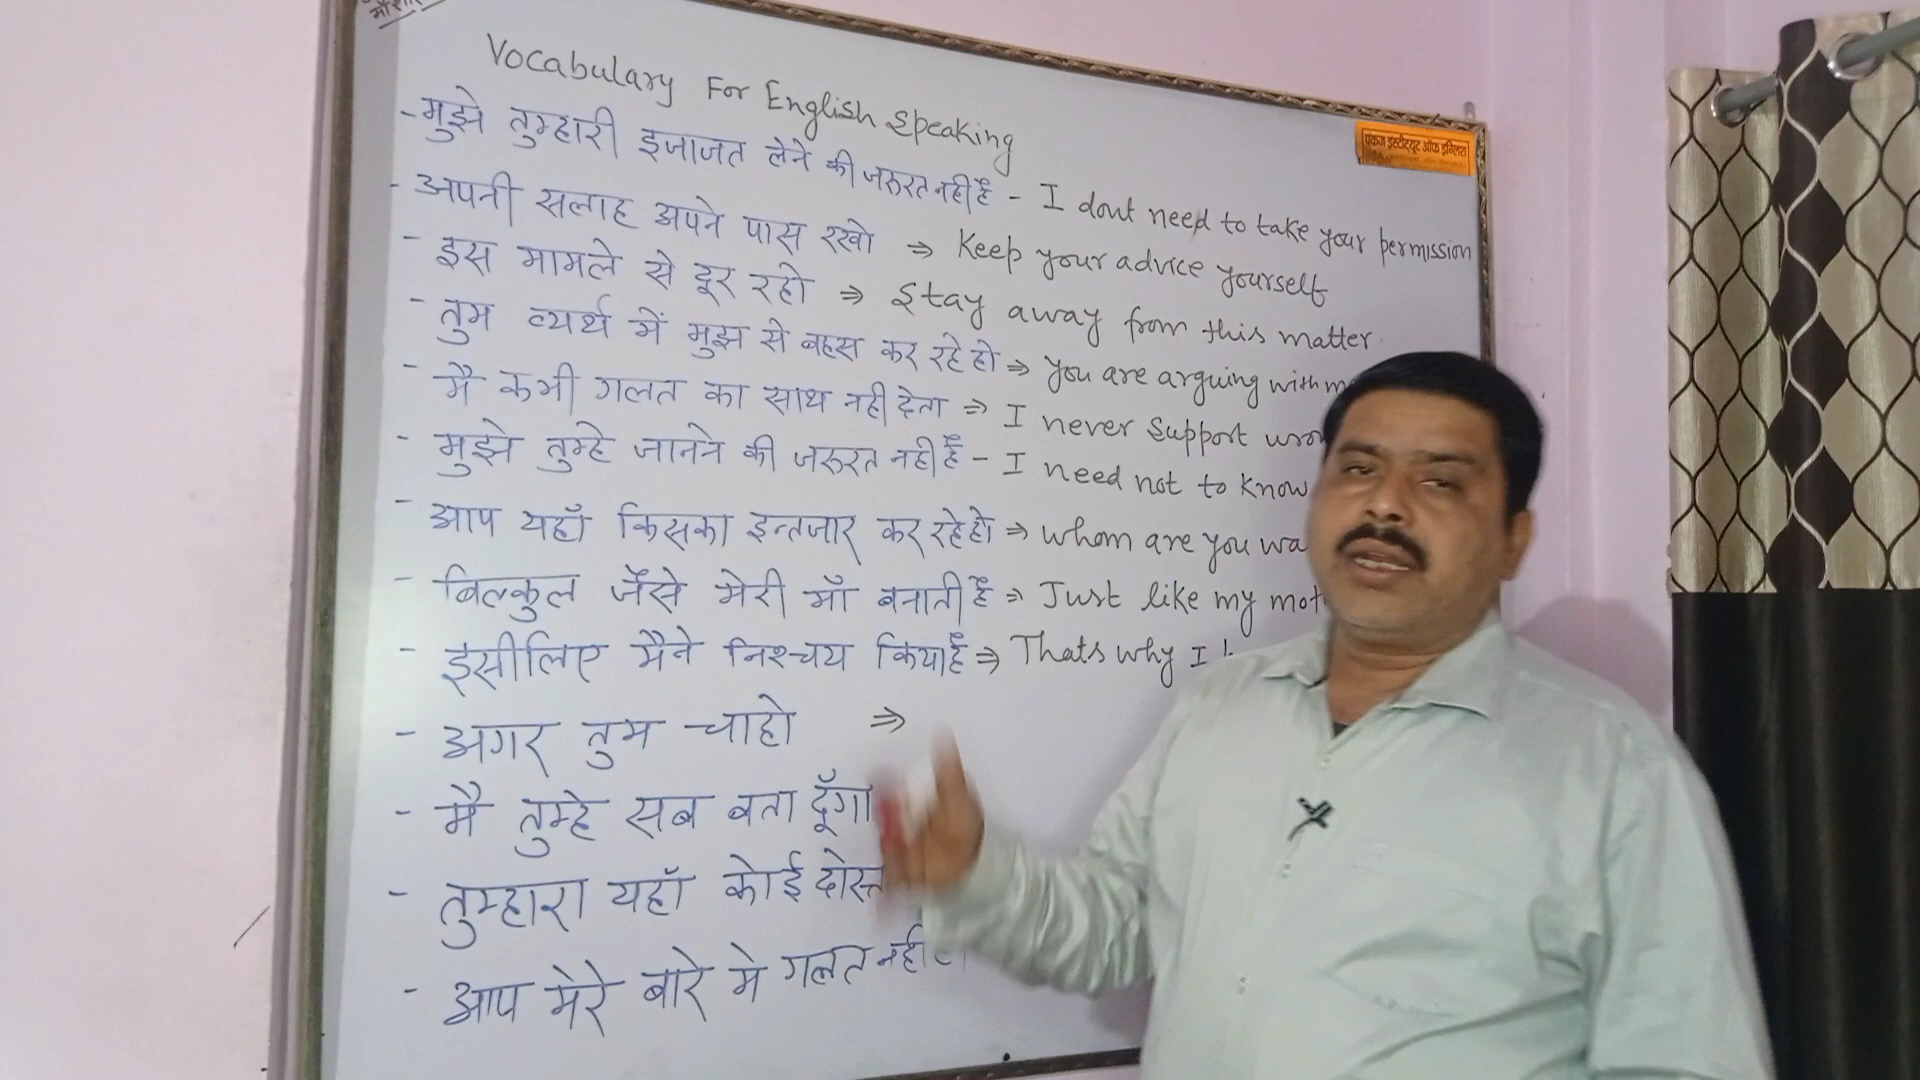 Vocabulary For English Speaking
पंकज इंस्टीट्यूट ऑफ इंग्लिश
- मुझे तुम्हारी इजाजत लेने की जरुरत नहीं है - I dont need to take your permission
- अपनी सलाह अपने पास रखो ⇒ Keep your advice yourself
- इस मामले से दूर रहो ⇒ Stay away from this matter
- तुम व्यर्थ में मुझ से बहस कर रहे हो ⇒ You are arguing with
- मै कभी गलत का साथ नही देता ⇒ I never Support
- मुझे तुम्हे जानने की जरूरत नही है - I need not to know
- आप यहाँ किसका इन्तजार कर रहे हो ⇒ whom are you
- बिल्कुल जैसे मेरी माँ बनाती है ⇒ Just like my
- इसीलिए मैने निश्चय किया है ⇒ Thats why I
- अगर तुम चाहो ⇒
- मै तुम्हे सब बता दूँगा
- तुम्हारा यहाँ कोई दोस्त
- आप मेरे बारे मे गलत नही